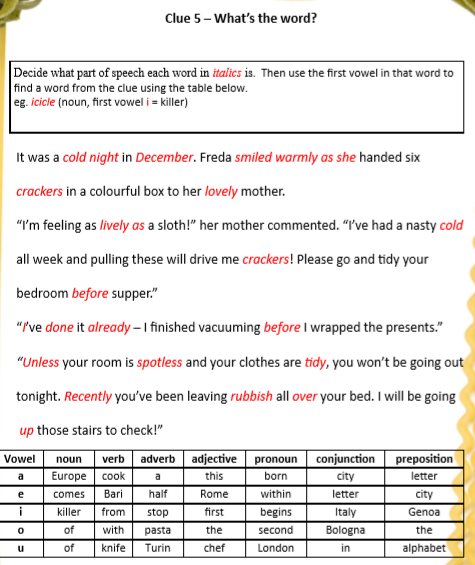 Clue 5 – What’s the word?
Decide what part of speech each word in italics is. Then use the first vowel in that word to
find a word from the clue using the table below.
eg. icicle (noun, first vowel i = killer)
It was a cold night in December. Freda smiled warmly as she handed six
crackers in a colourful box to her lovely mother.
“I’m feeling as lively as a sloth!” her mother commented. “I’ve had a nasty cold
all week and pulling these will drive me crackers! Please go and tidy your
bedroom before supper.”
“I’ve done it already – I finished vacuuming before I wrapped the presents.”
“Unless your room is spotless and your clothes are tidy, you won’t be going out
tonight. Recently you’ve been leaving rubbish all over your bed. I will be going
up those stairs to check!”
Vowel noun verb adverb adjective pronoun conjunction preposition
a Europe cook a this born city letter
e comes Bari half Rome within letter city
i killer from stop first begins Italy Genoa
o of with pasta the second Bologna the
u of knife Turin chef London in alphabet